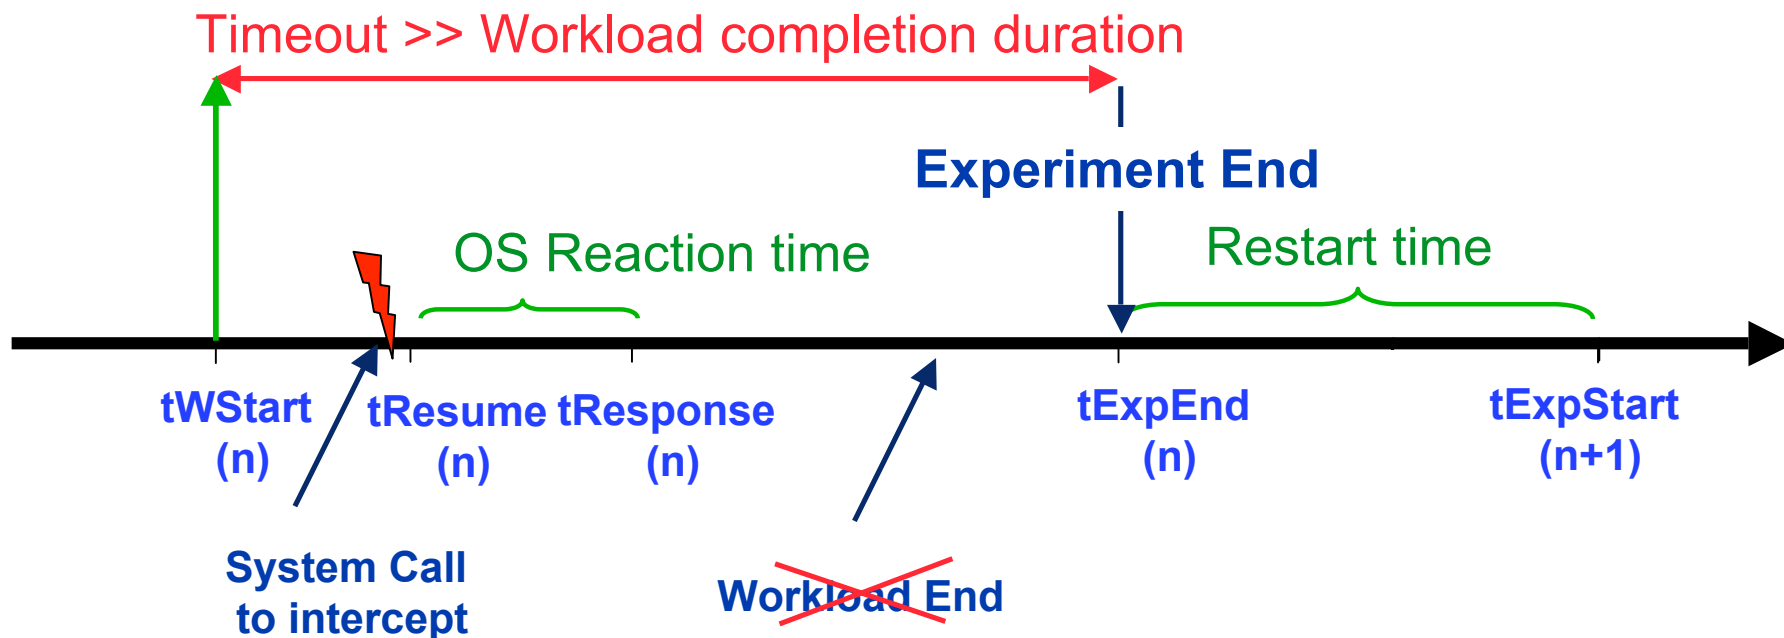 Timeout >> Workload completion duration
Experiment End
OS Reaction time
Restart time
tWStart
(n)
tResume
(n)
tResponse
(n)
tExpEnd
(n)
tExpStart
(n+1)
System Call
to intercept
Workload End